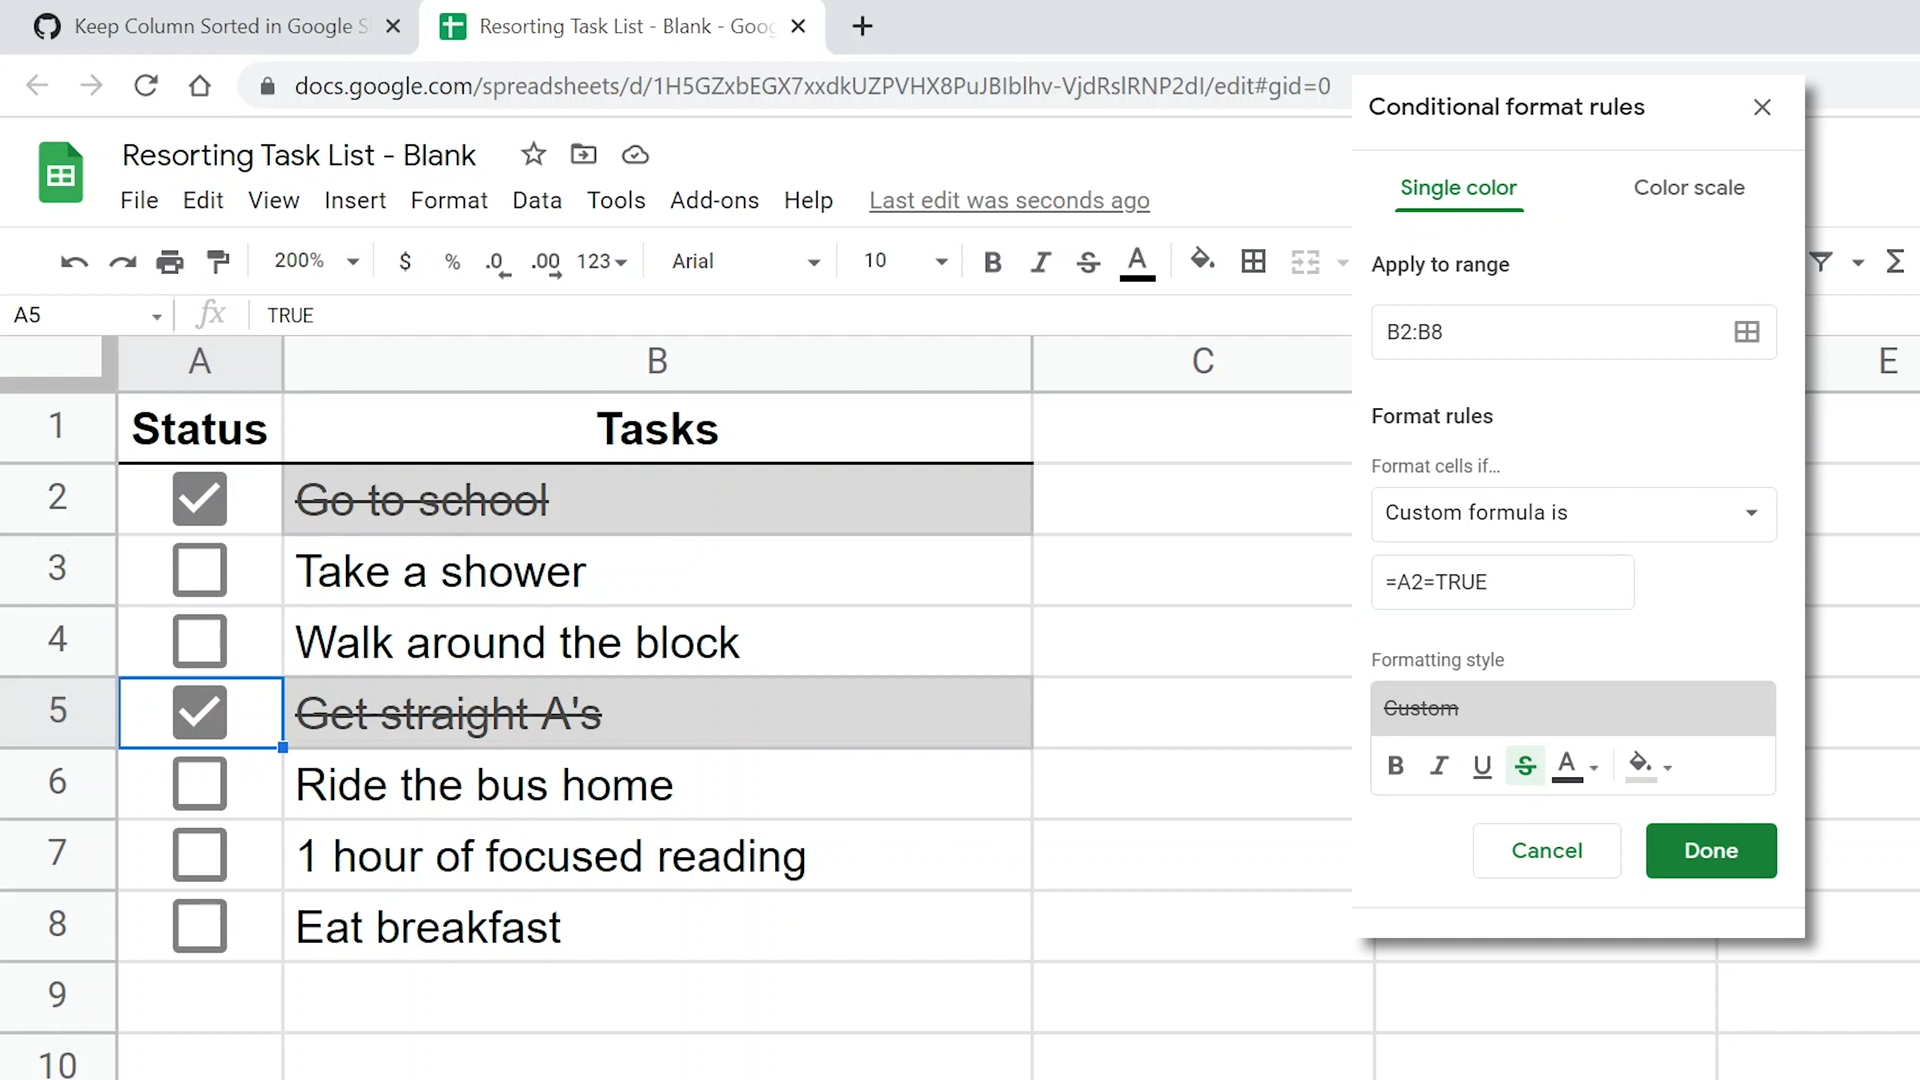 Keep Column Sorted in Google S
Resorting Task List - Blank - Goog
docs.google.com/spreadsheets/d/1H5GZxbEGX7xxdkUZPVHX8PuJBIblhv-VjdRslRNP2dI/edit#gid=0
Resorting Task List - Blank
File Edit View Insert Format Data Tools Add-ons Help Last edit was seconds ago
200% $ % .0 .00 123 Arial 10 B I S A Σ
A5 fx TRUE
A B C E
1 Status Tasks
2 Go to school
3 Take a shower
4 Walk around the block
5 Get straight A's
6 Ride the bus home
7 1 hour of focused reading
8 Eat breakfast
9
10
Conditional format rules
Single color Color scale
Apply to range
B2:B8
Format rules
Format cells if…
Custom formula is
=A2=TRUE
Formatting style
Custom
B I U S A
Cancel Done